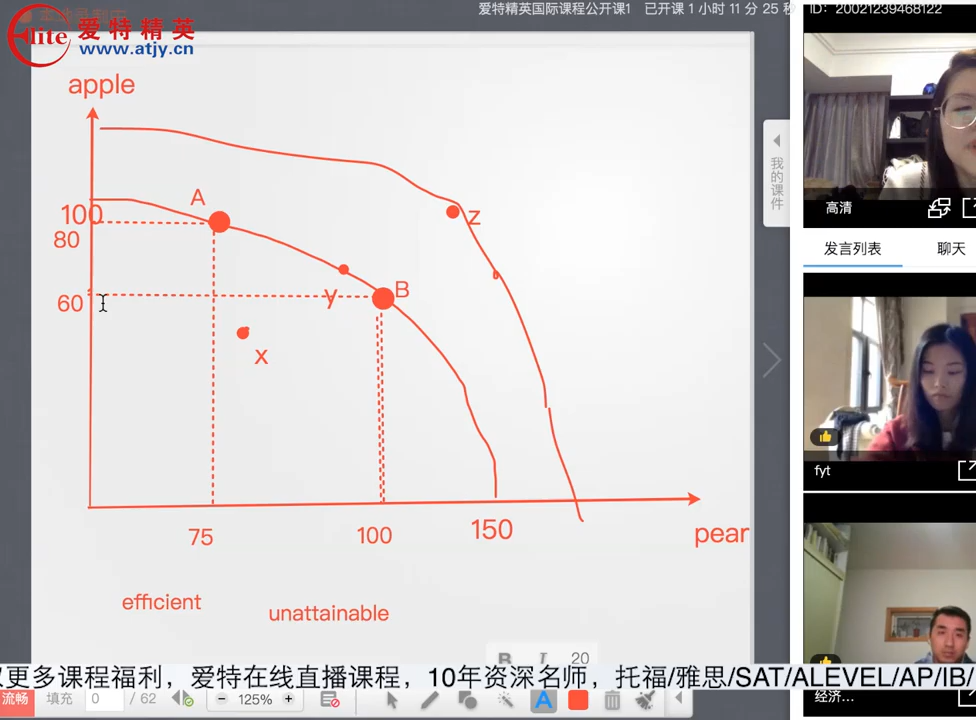 爱特精英
Elite
www.atjy.cn
爱特精英国际课程公开课1 已开课 1 小时 11 分 25 秒
ID: 20021239468122
apple
100
80
60
A
B
z
y
x
75
100
150
pear
efficient
unattainable
我的课件
高清
发言列表
聊天
fyt
经济...
B I 20
更多课程福利，爱特在线直播课程，10年资深名师，托福/雅思/SAT/ALEVEL/AP/IB/
流畅 填充 0 / 62 125% A